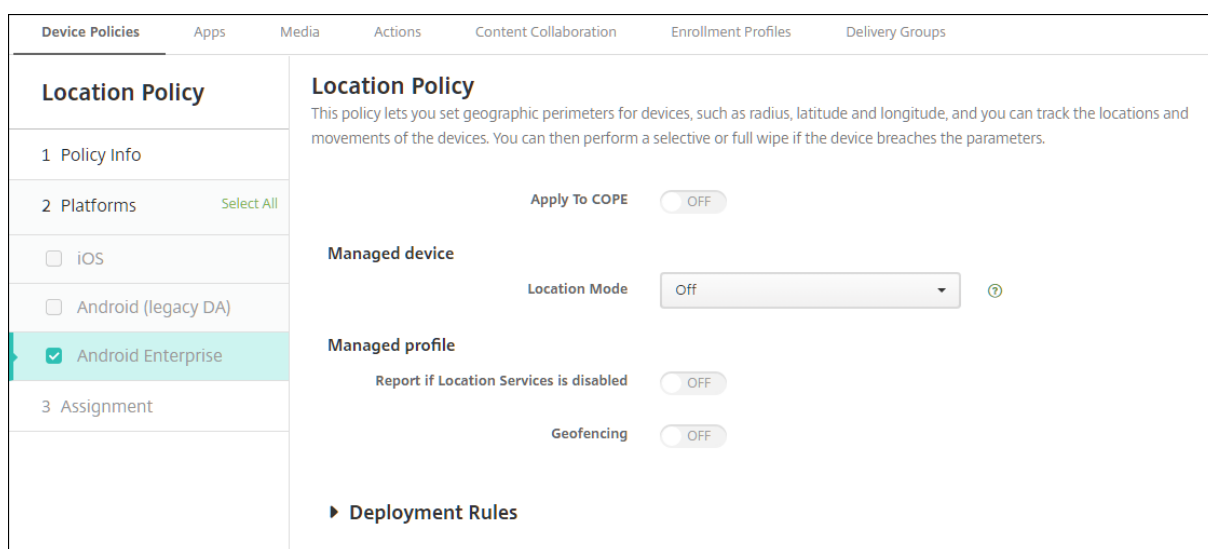 Device Policies Apps Media Actions Content Collaboration Enrollment Profiles Delivery Groups
Location Policy
1 Policy Info
2 Platforms Select All
iOS
Android (legacy DA)
Android Enterprise
3 Assignment
Location Policy
This policy lets you set geographic perimeters for devices, such as radius, latitude and longitude, and you can track the locations and
movements of the devices. You can then perform a selective or full wipe if the device breaches the parameters.
Apply To COPE OFF
Managed device
Location Mode Off ?
Managed profile
Report if Location Services is disabled OFF
Geofencing OFF
Deployment Rules